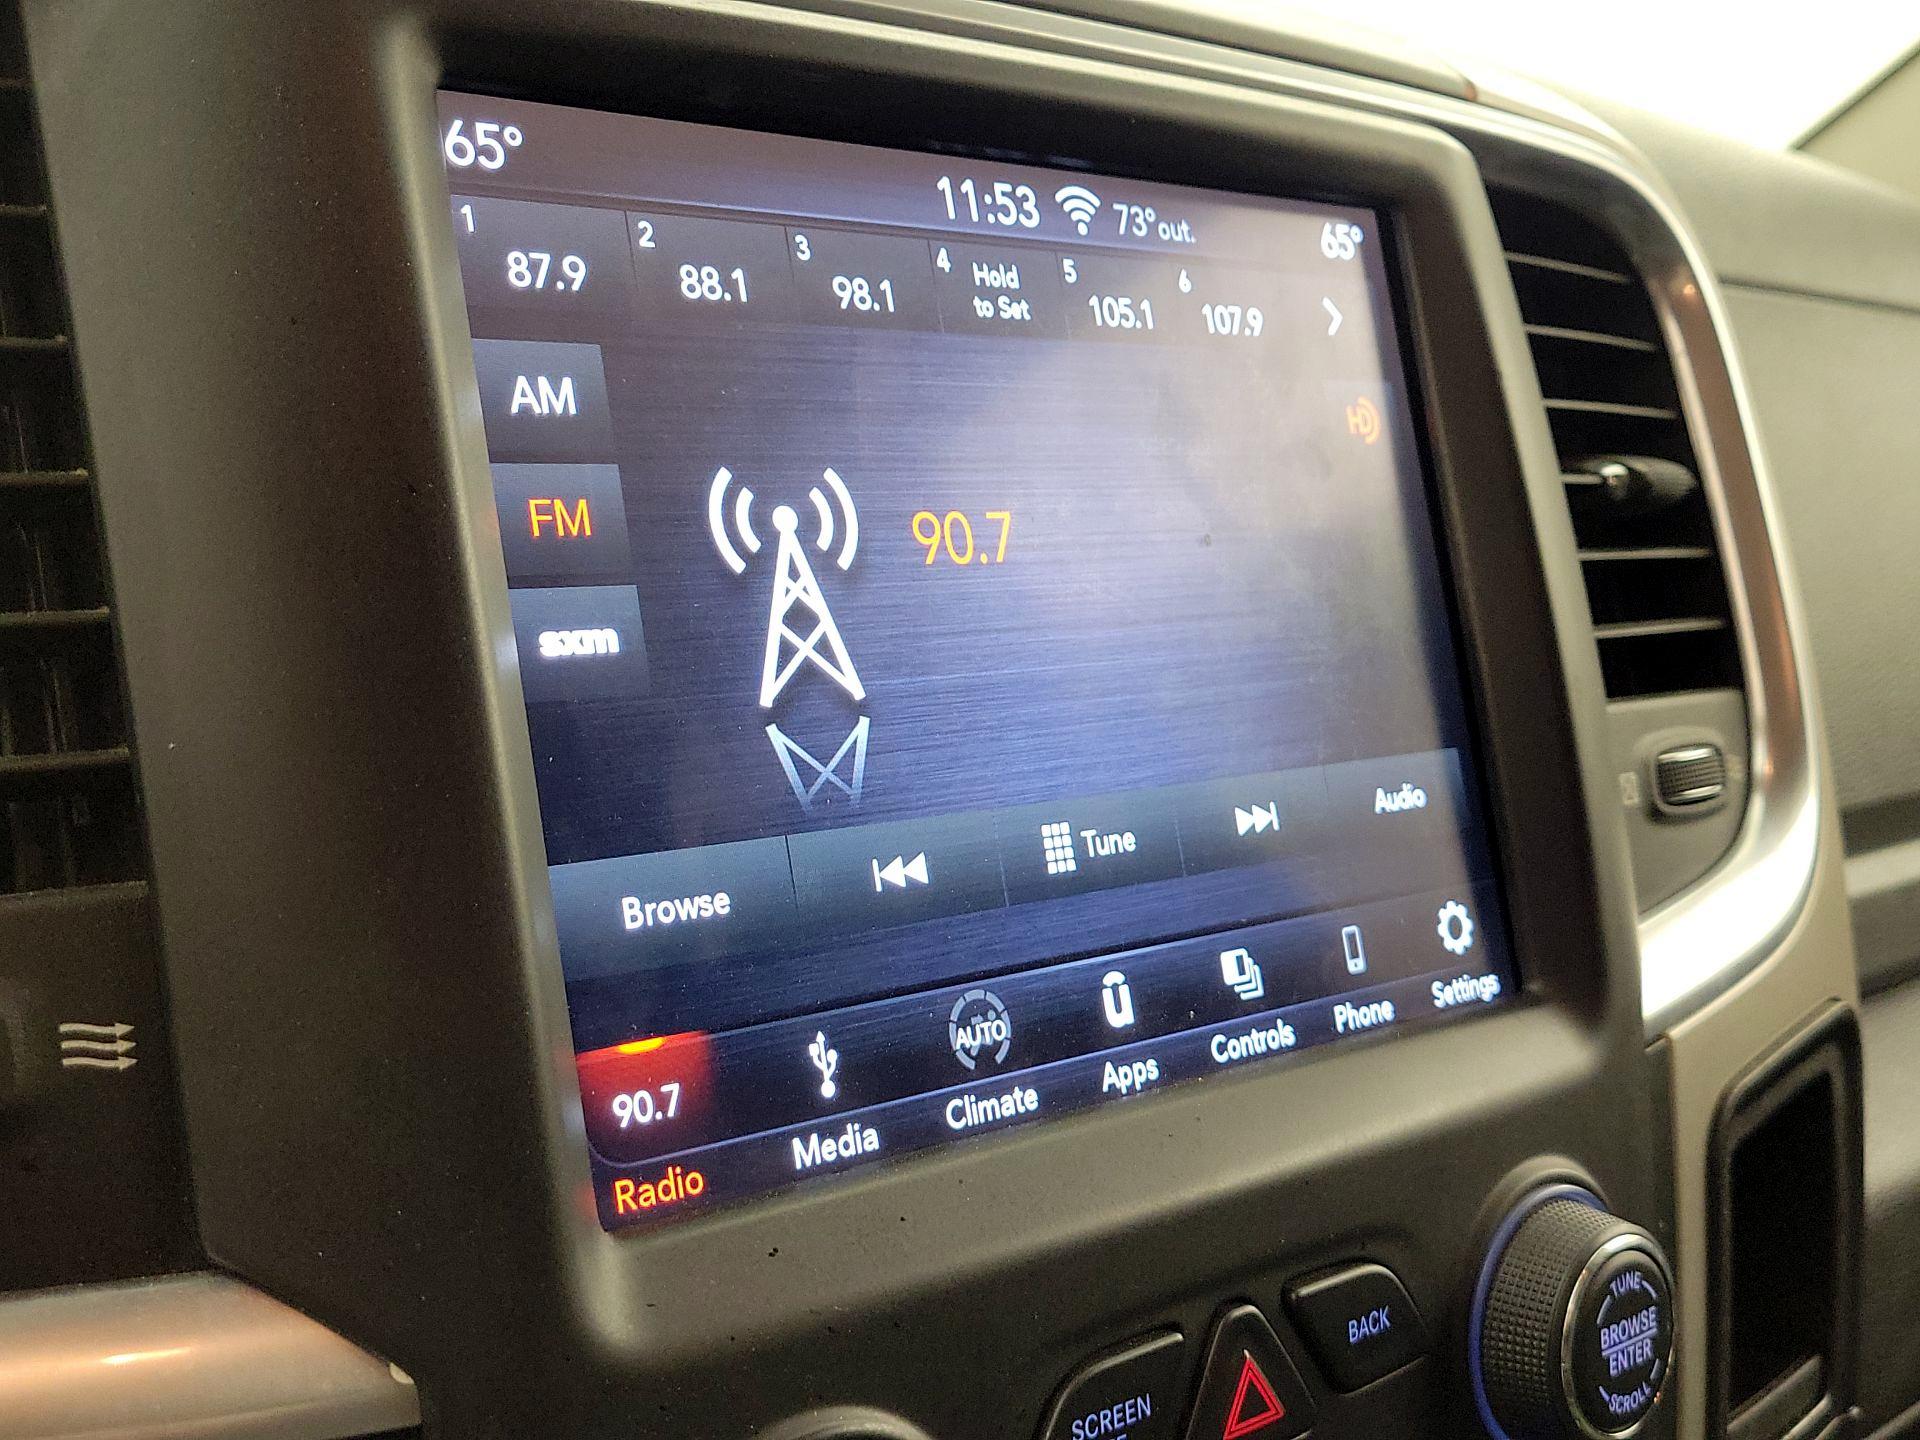 65°
11:53 73° out. 65°
1 2 3 4 5 6
87.9 88.1 98.1 Hold to Set 105.1 107.9
AM
HD
FM
90.7
sxm
Browse Tune Audio
90.7 AUTO u
Radio Media Climate Apps Controls Phone Settings
SCREEN
BACK
TUNE
BROWSE
ENTER
SCROLL